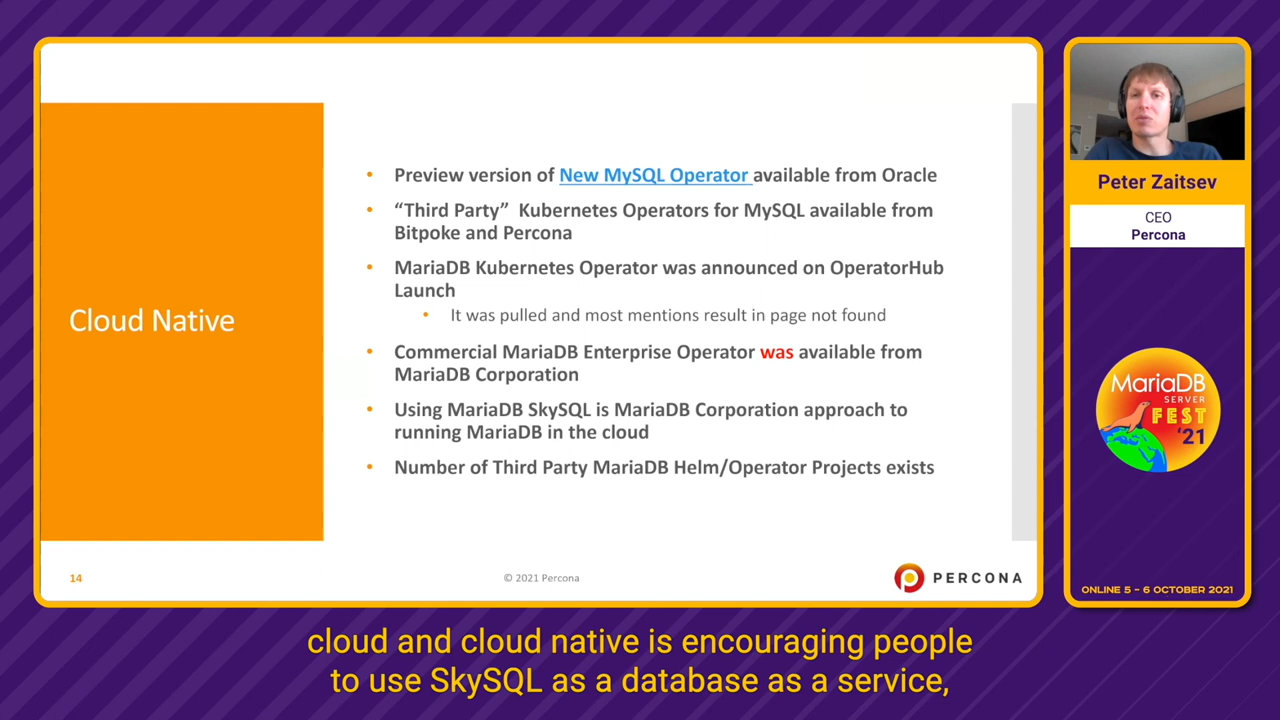 Cloud Native
• Preview version of New MySQL Operator available from Oracle
• “Third Party”  Kubernetes Operators for MySQL available from
Bitpoke and Percona
• MariaDB Kubernetes Operator was announced on OperatorHub
Launch
• It was pulled and most mentions result in page not found
• Commercial MariaDB Enterprise Operator was available from
MariaDB Corporation
• Using MariaDB SkySQL is MariaDB Corporation approach to
running MariaDB in the cloud
• Number of Third Party MariaDB Helm/Operator Projects exists
14
© 2021 Percona
PERCONA
Peter Zaitsev
CEO
Percona
MariaDB
SERVER
FEST
'21
ONLINE 5 – 6 OCTOBER 2021
cloud and cloud native is encouraging people
to use SkySQL as a database as a service,